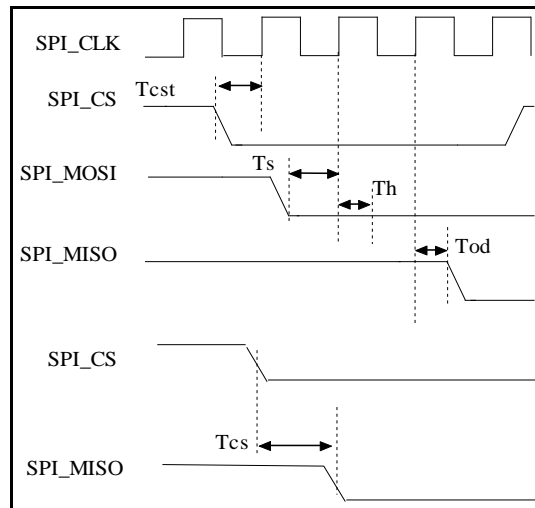 SPI_CLK
Tcst
SPI_CS
Ts
SPI_MOSI
Th
SPI_MISO
Tod
SPI_CS
Tcs
SPI_MISO